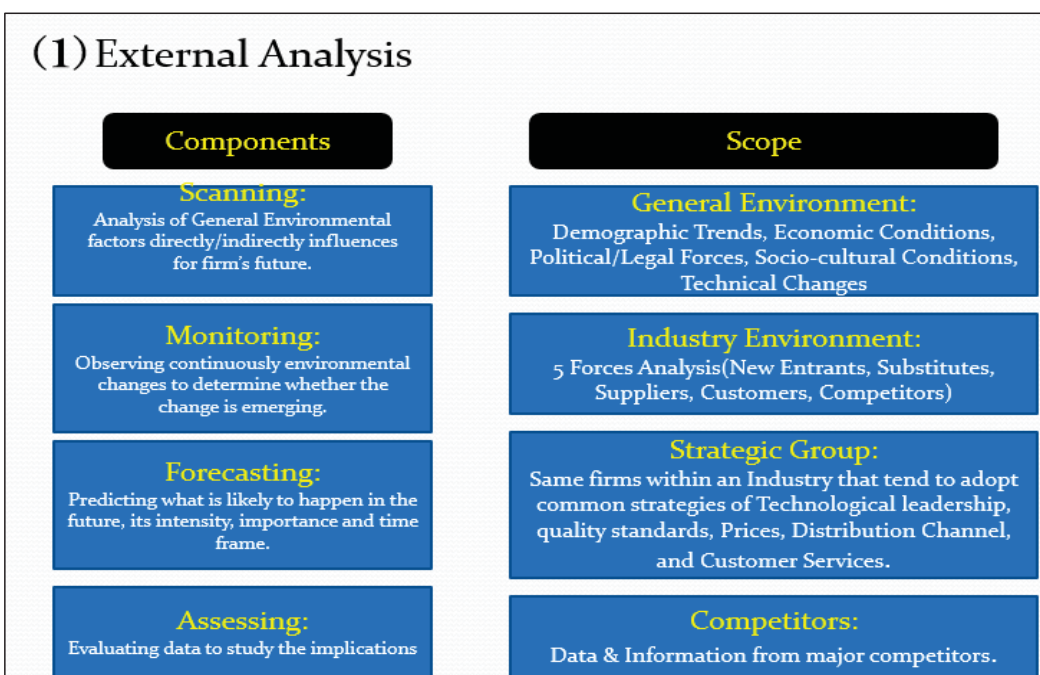 (1) External Analysis
Components
Scanning:
Analysis of General Environmental
factors directly/indirectly influences
for firm's future.
Monitoring:
Observing continuously environmental
changes to determine whether the
change is emerging.
Forecasting:
Predicting what is likely to happen in the
future, its intensity, importance and time
frame.
Assessing:
Evaluating data to study the implications
Scope
General Environment:
Demographic Trends, Economic Conditions,
Political/Legal Forces, Socio-cultural Conditions,
Technical Changes
Industry Environment:
5 Forces Analysis(New Entrants, Substitutes,
Suppliers, Customers, Competitors)
Strategic Group:
Same firms within an Industry that tend to adopt
common strategies of Technological leadership,
quality standards, Prices, Distribution Channel,
and Customer Services.
Competitors:
Data & Information from major competitors.